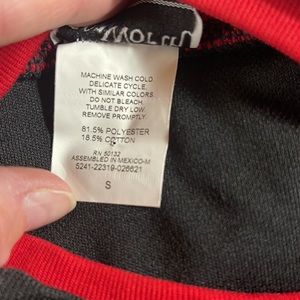 MACHINE WASH COLD.
DELICATE CYCLE.
WITH SIMILAR COLORS.
DO NOT BLEACH.
TUMBLE DRY LOW.
REMOVE PROMPTLY.
81.5% POLYESTER
18.5% COTTON
RN 50132
ASSEMBLED IN MEXICO-M
5241-22319-026621
S